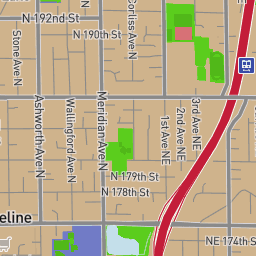 N 192nd St
Corliss Ave N
N 190th St
Stone Ave N
Ashworth Ave N
Wallingford Ave N
Meridian Ave N
1st Ave NE
2nd Ave NE
3rd Ave NE
N 179th St
N 178th St
eline
NE 174th St